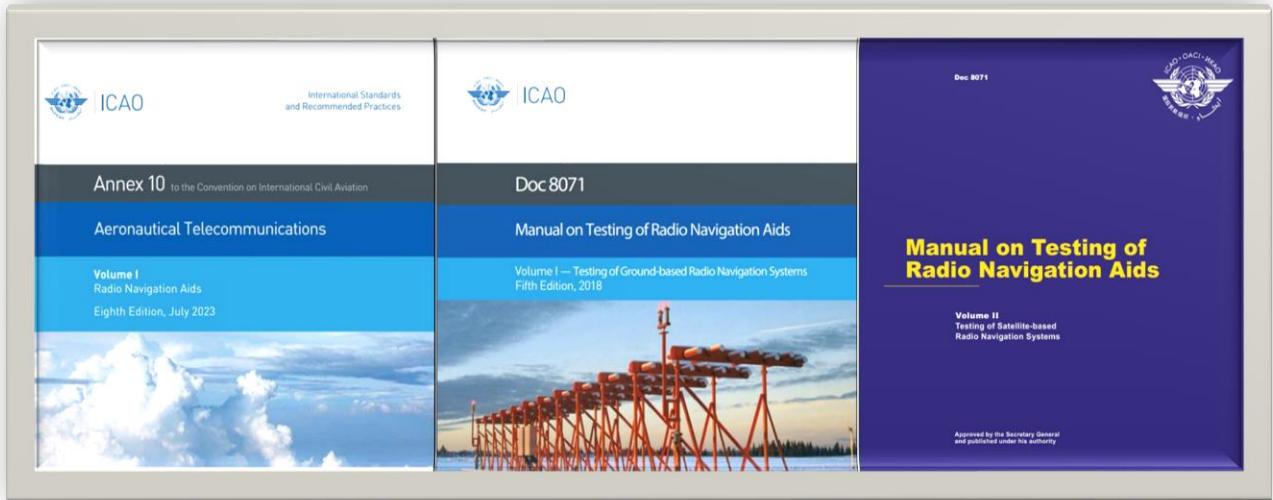 ICAO
International Standards
and Recommended Practices
Annex 10 to the Convention on International Civil Aviation
Aeronautical Telecommunications
Volume I
Radio Navigation Aids
Eighth Edition, July 2023
ICAO
Doc 8071
Manual on Testing of Radio Navigation Aids
Volume I — Testing of Ground-based Radio Navigation Systems
Fifth Edition, 2018
Doc 8071
ICAO · OACI · ИКАО
Manual on Testing of
Radio Navigation Aids
Volume II
Testing of Satellite-based
Radio Navigation Systems
Approved by the Secretary General
and published under his authority